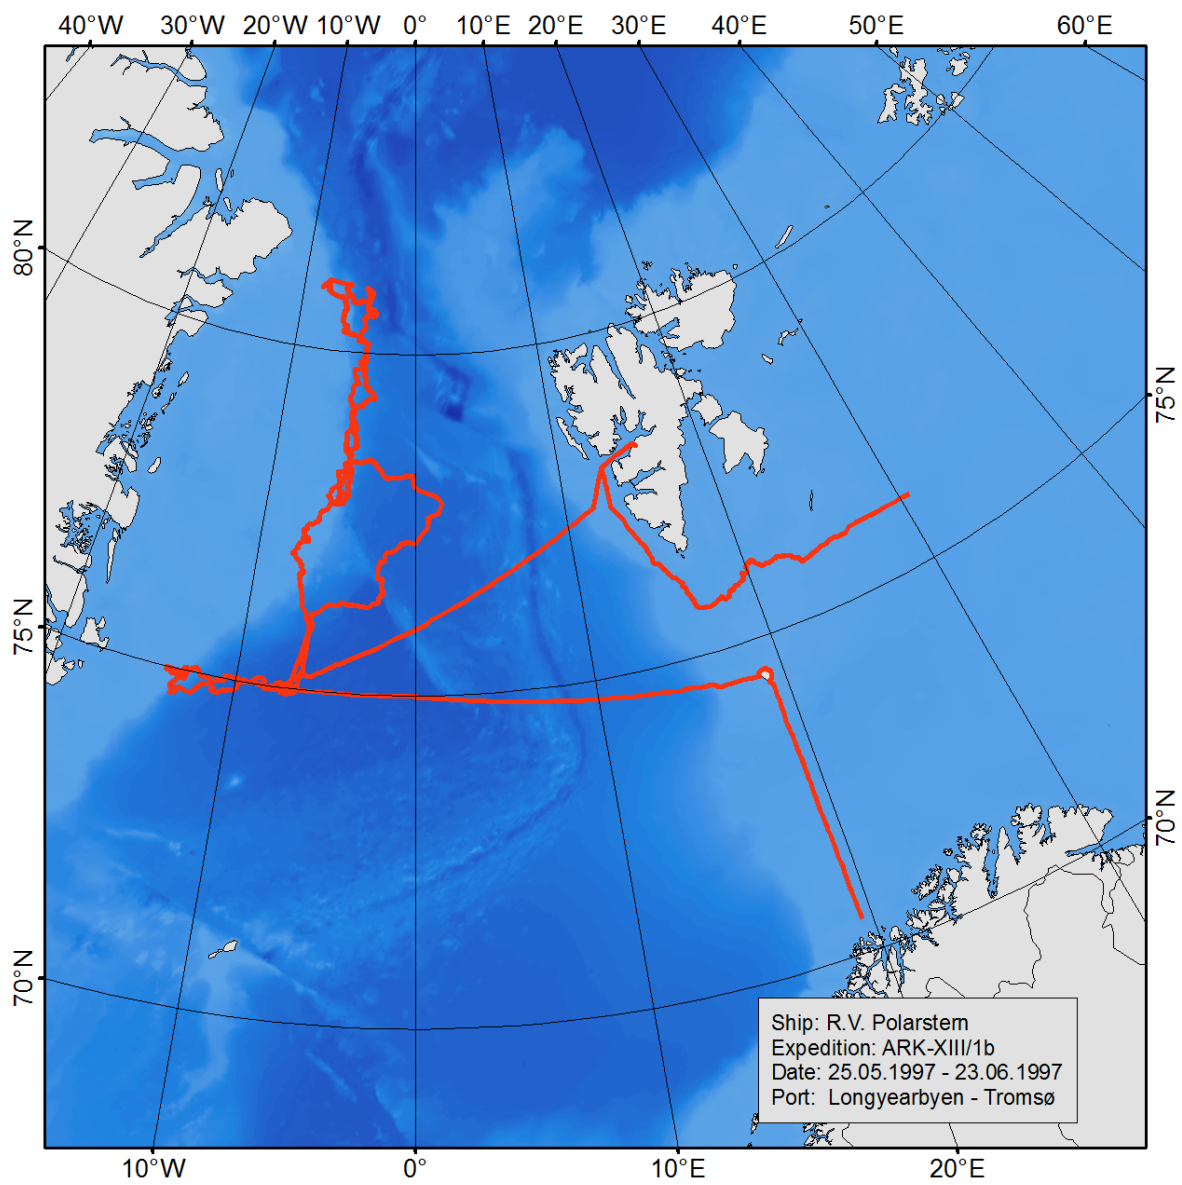 40°W 30°W 20°W 10°W 0° 10°E 20°E 30°E 40°E 50°E 60°E
80°N
75°N
75°N
70°N
70°N
Ship: R.V. Polarstern
Expedition: ARK-XIII/1b
Date: 25.05.1997 - 23.06.1997
Port: Longyearbyen - Tromsø
10°W 0° 10°E 20°E